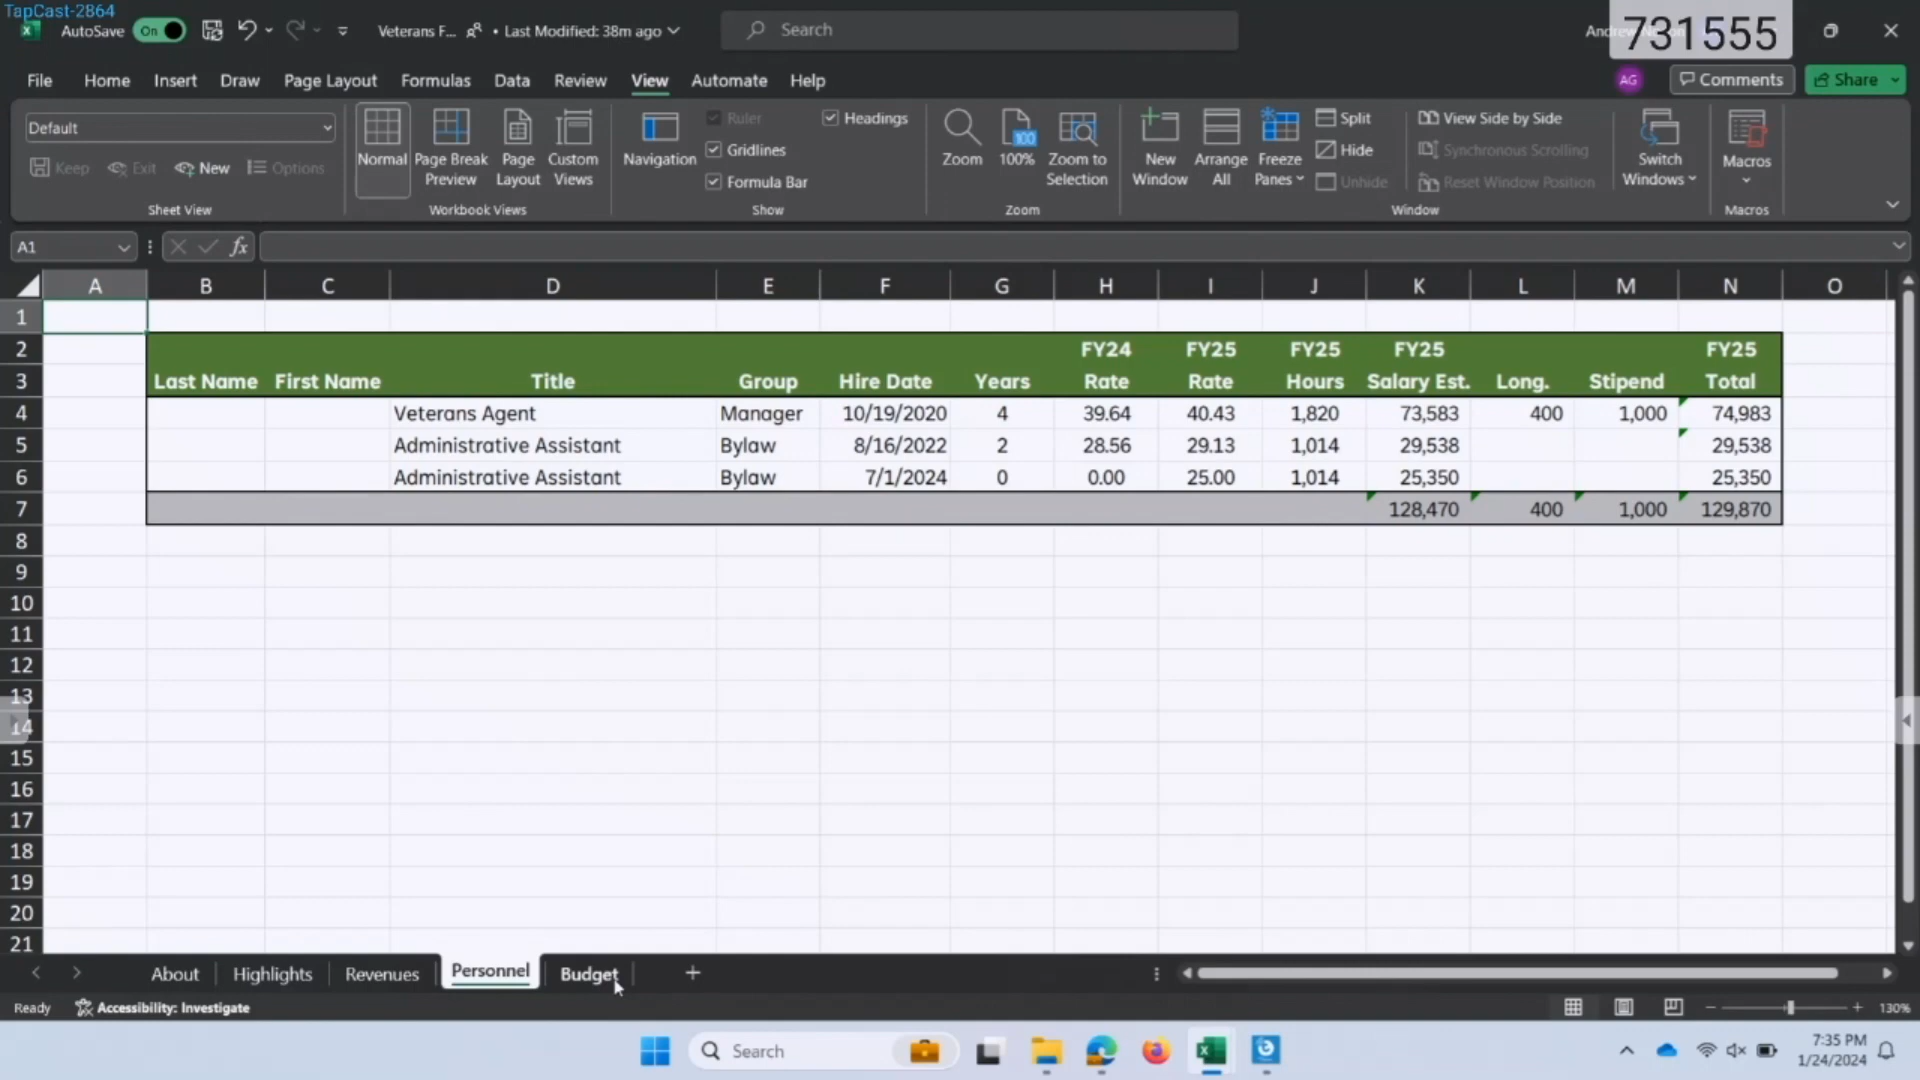 TapCast-2864
AutoSave On Veterans F... • Last Modified: 38m ago Search 731555
File Home Insert Draw Page Layout Formulas Data Review View Automate Help AG Comments Share
Default
Keep Exit New Options
Sheet View
Normal Page Break Preview Page Layout Custom Views
Workbook Views
Navigation Ruler Headings
Gridlines
Formula Bar
Show
Zoom 100% Zoom to Selection
Zoom
New Window Arrange All Freeze Panes Split
Hide
Unhide
View Side by Side
Synchronous Scrolling
Reset Window Position
Switch Windows
Window
Macros
Macros
A1 fx
A B C D E F G H I J K L M N O
1
2 FY24 FY25 FY25 FY25 FY25
3 Last Name First Name Title Group Hire Date Years Rate Rate Hours Salary Est. Long. Stipend Total
4 Veterans Agent Manager 10/19/2020 4 39.64 40.43 1,820 73,583 400 1,000 74,983
5 Administrative Assistant Bylaw 8/16/2022 2 28.56 29.13 1,014 29,538 29,538
6 Administrative Assistant Bylaw 7/1/2024 0 0.00 25.00 1,014 25,350 25,350
7 128,470 400 1,000 129,870
8
9
10
11
12
13
14
15
16
17
18
19
20
21
About Highlights Revenues Personnel Budget
Ready Accessibility: Investigate 130%
Search 7:35 PM
1/24/2024